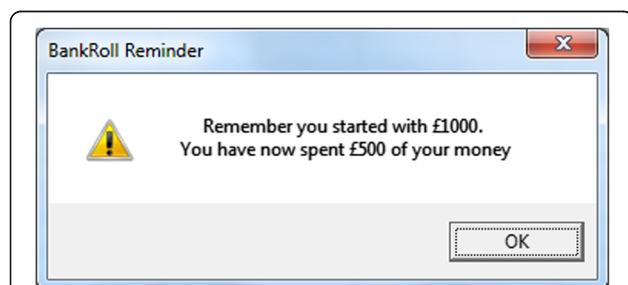 BankRoll Reminder
Remember you started with £1000.
You have now spent £500 of your money
OK